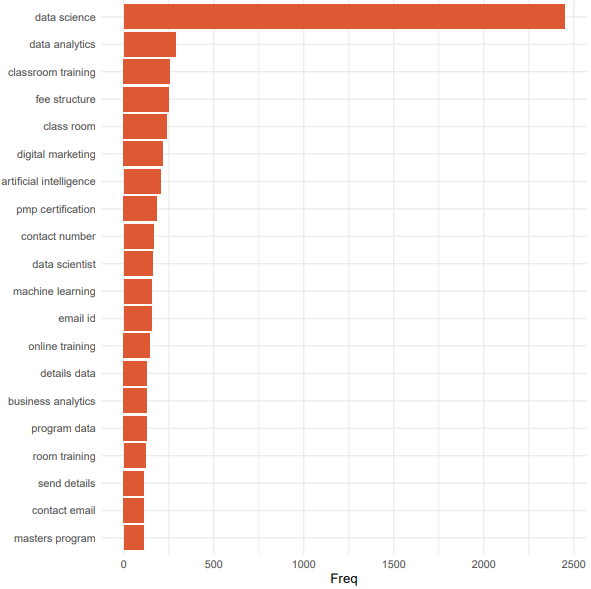 data science
data analytics
classroom training
fee structure
class room
digital marketing
artificial intelligence
pmp certification
contact number
data scientist
machine learning
email id
online training
details data
business analytics
program data
room training
send details
contact email
masters program
0 500 1000 1500 2000 2500
Freq